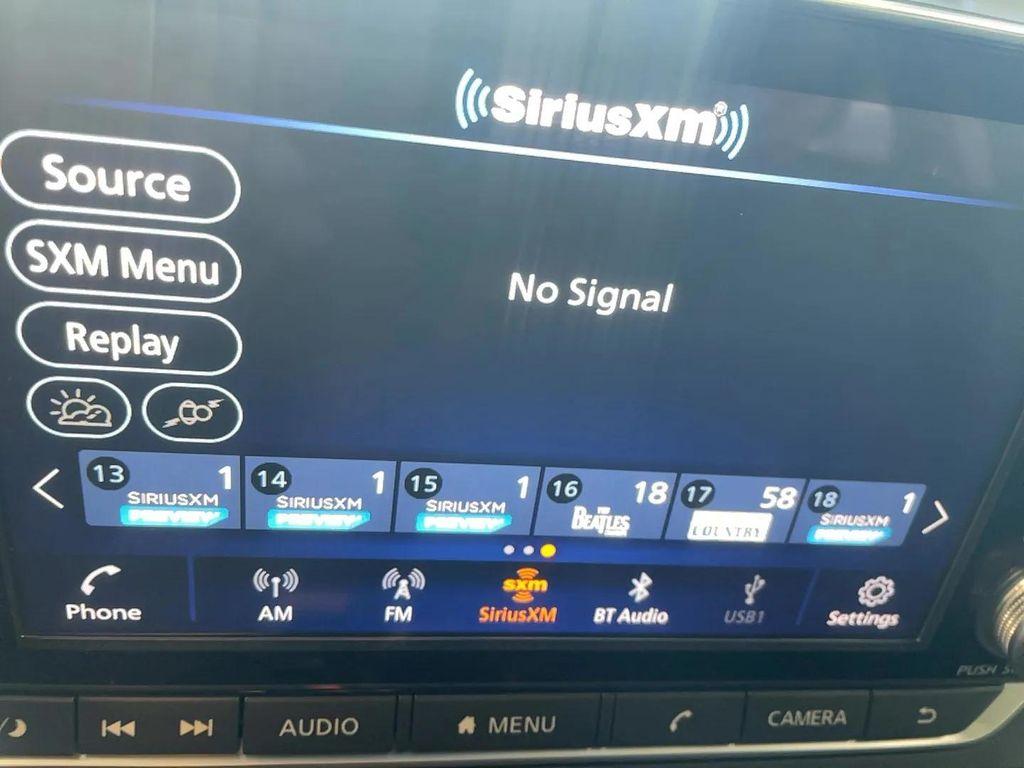 SiriusXM®
Source
SXM Menu
No Signal
Replay
13 1 SIRIUSXM PREVIEW
14 1 SIRIUSXM PREVIEW
15 1 SIRIUSXM PREVIEW
16 18 THE BEATLES
17 58 COUNTRY
18 1 SIRIUSXM PREVIEW
Phone
AM
FM
sxm
SiriusXM
BT Audio
USB1
Settings
PUSH
AUDIO
MENU
CAMERA